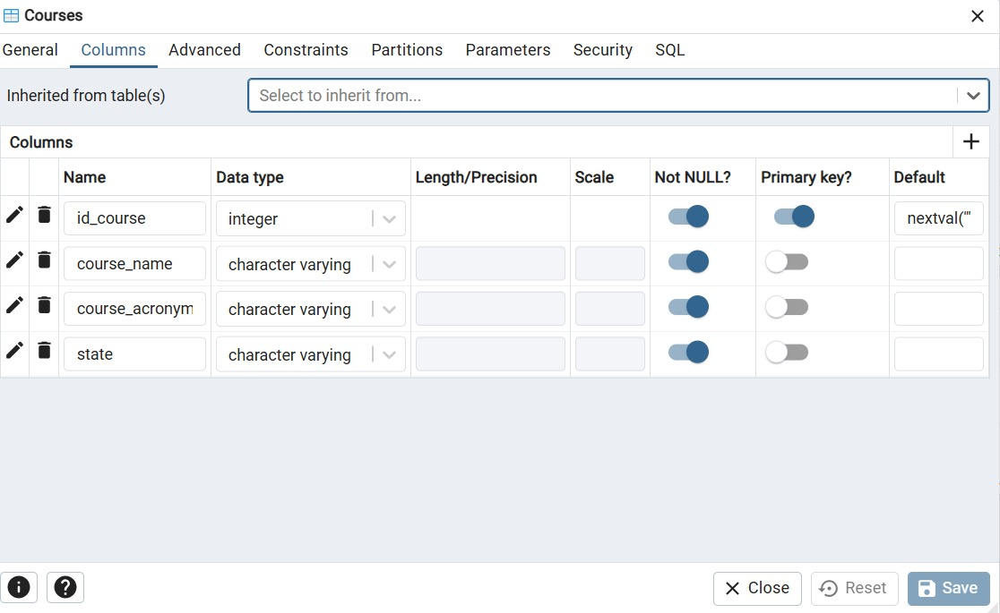 Courses
General Columns Advanced Constraints Partitions Parameters Security SQL
Inherited from table(s) Select to inherit from...
Columns
Name Data type Length/Precision Scale Not NULL? Primary key? Default
id_course integer nextval('"
course_name character varying
course_acronym character varying
state character varying
Close Reset Save